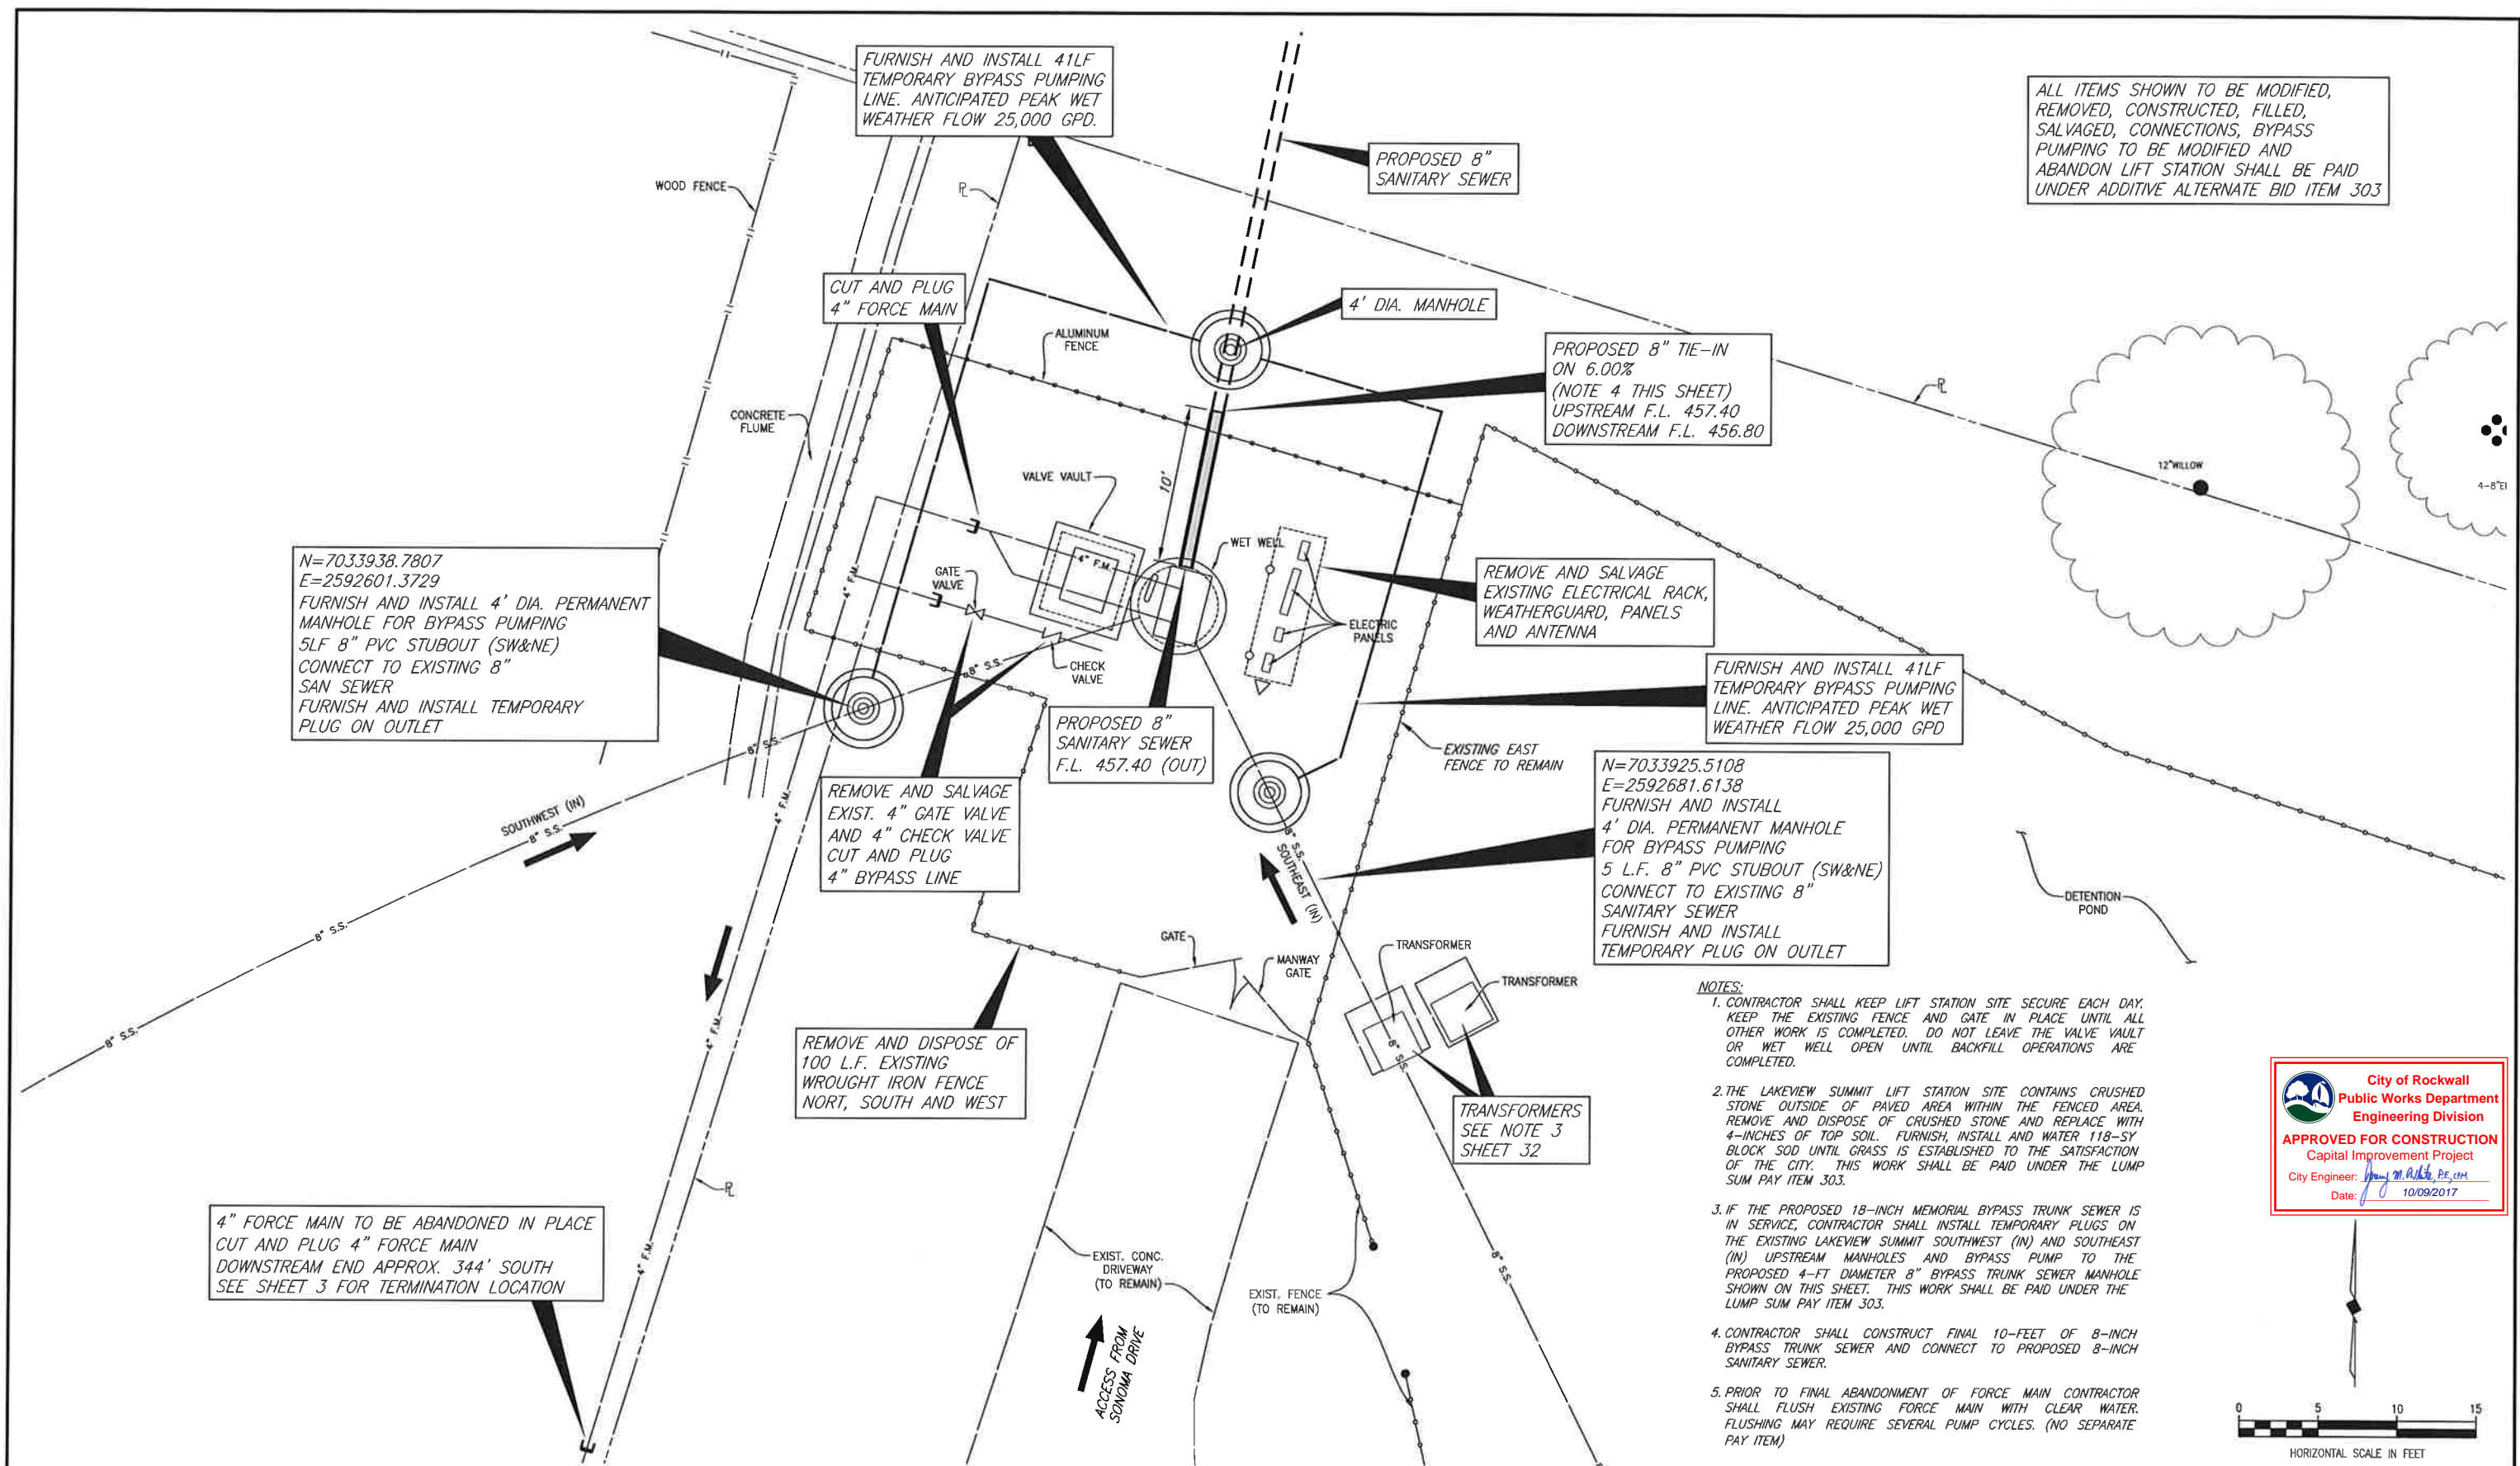 FURNISH AND INSTALL 41LF
TEMPORARY BYPASS PUMPING
LINE. ANTICIPATED PEAK WET
WEATHER FLOW 25,000 GPD.
ALL ITEMS SHOWN TO BE MODIFIED,
REMOVED, CONSTRUCTED, FILLED,
SALVAGED, CONNECTIONS, BYPASS
PUMPING TO BE MODIFIED AND
ABANDON LIFT STATION SHALL BE PAID
UNDER ADDITIVE ALTERNATE BID ITEM 303
PROPOSED 8"
SANITARY SEWER
WOOD FENCE
PL
CUT AND PLUG
4" FORCE MAIN
4' DIA. MANHOLE
ALUMINUM
FENCE
PROPOSED 8" TIE-IN
ON 6.00%
(NOTE 4 THIS SHEET)
UPSTREAM F.L. 457.40
DOWNSTREAM F.L. 456.80
PL
CONCRETE
FLUME
12"WILLOW
4-8"E
VALVE VAULT
10'
WET WELL
4" F.M.
4" F.M.
GATE
VALVE
N=7033938.7807
E=2592601.3729
FURNISH AND INSTALL 4' DIA. PERMANENT
MANHOLE FOR BYPASS PUMPING
5LF 8" PVC STUBOUT (SW&NE)
CONNECT TO EXISTING 8"
SAN SEWER
FURNISH AND INSTALL TEMPORARY
PLUG ON OUTLET
REMOVE AND SALVAGE
EXISTING ELECTRICAL RACK,
WEATHERGUARD, PANELS
AND ANTENNA
ELECTRIC
PANELS
CHECK
VALVE
8" S.S.
8" S.S.
FURNISH AND INSTALL 41LF
TEMPORARY BYPASS PUMPING
LINE. ANTICIPATED PEAK WET
WEATHER FLOW 25,000 GPD
PROPOSED 8"
SANITARY SEWER
F.L. 457.40 (OUT)
EXISTING EAST
FENCE TO REMAIN
N=7033925.5108
E=2592681.6138
FURNISH AND INSTALL
4' DIA. PERMANENT MANHOLE
FOR BYPASS PUMPING
5 L.F. 8" PVC STUBOUT (SW&NE)
CONNECT TO EXISTING 8"
SANITARY SEWER
FURNISH AND INSTALL
TEMPORARY PLUG ON OUTLET
REMOVE AND SALVAGE
EXIST. 4" GATE VALVE
AND 4" CHECK VALVE
CUT AND PLUG
4" BYPASS LINE
4" F.M.
SOUTHWEST (IN)
8" S.S.
8" S.S.
8" S.S.
8" S.S.
SOUTHEAST (IN)
DETENTION
POND
GATE
MANWAY
GATE
TRANSFORMER
TRANSFORMER
8" S.S.
4" F.M.
REMOVE AND DISPOSE OF
100 L.F. EXISTING
WROUGHT IRON FENCE
NORT, SOUTH AND WEST
TRANSFORMERS
SEE NOTE 3
SHEET 32
PL
4" FORCE MAIN TO BE ABANDONED IN PLACE
CUT AND PLUG 4" FORCE MAIN
DOWNSTREAM END APPROX. 344' SOUTH
SEE SHEET 3 FOR TERMINATION LOCATION
4" F.M.
EXIST. CONC.
DRIVEWAY
(TO REMAIN)
EXIST. FENCE
(TO REMAIN)
8" S.S.
ACCESS FROM
SONOMA DRIVE
NOTES:
1. CONTRACTOR SHALL KEEP LIFT STATION SITE SECURE EACH DAY.
KEEP THE EXISTING FENCE AND GATE IN PLACE UNTIL ALL
OTHER WORK IS COMPLETED. DO NOT LEAVE THE VALVE VAULT
OR WET WELL OPEN UNTIL BACKFILL OPERATIONS ARE
COMPLETED.
2. THE LAKEVIEW SUMMIT LIFT STATION SITE CONTAINS CRUSHED
STONE OUTSIDE OF PAVED AREA WITHIN THE FENCED AREA.
REMOVE AND DISPOSE OF CRUSHED STONE AND REPLACE WITH
4-INCHES OF TOP SOIL. FURNISH, INSTALL AND WATER 118-SY
BLOCK SOD UNTIL GRASS IS ESTABLISHED TO THE SATISFACTION
OF THE CITY. THIS WORK SHALL BE PAID UNDER THE LUMP
SUM PAY ITEM 303.
3. IF THE PROPOSED 18-INCH MEMORIAL BYPASS TRUNK SEWER IS
IN SERVICE, CONTRACTOR SHALL INSTALL TEMPORARY PLUGS ON
THE EXISTING LAKEVIEW SUMMIT SOUTHWEST (IN) AND SOUTHEAST
(IN) UPSTREAM MANHOLES AND BYPASS PUMP TO THE
PROPOSED 4-FT DIAMETER 8" BYPASS TRUNK SEWER MANHOLE
SHOWN ON THIS SHEET. THIS WORK SHALL BE PAID UNDER THE
LUMP SUM PAY ITEM 303.
4. CONTRACTOR SHALL CONSTRUCT FINAL 10-FEET OF 8-INCH
BYPASS TRUNK SEWER AND CONNECT TO PROPOSED 8-INCH
SANITARY SEWER.
5. PRIOR TO FINAL ABANDONMENT OF FORCE MAIN CONTRACTOR
SHALL FLUSH EXISTING FORCE MAIN WITH CLEAR WATER.
FLUSHING MAY REQUIRE SEVERAL PUMP CYCLES. (NO SEPARATE
PAY ITEM)
City of Rockwall
Public Works Department
Engineering Division
APPROVED FOR CONSTRUCTION
Capital Improvement Project
City Engineer: M. White, P.E., CFM
Date: 10/09/2017
0 5 10 15
HORIZONTAL SCALE IN FEET